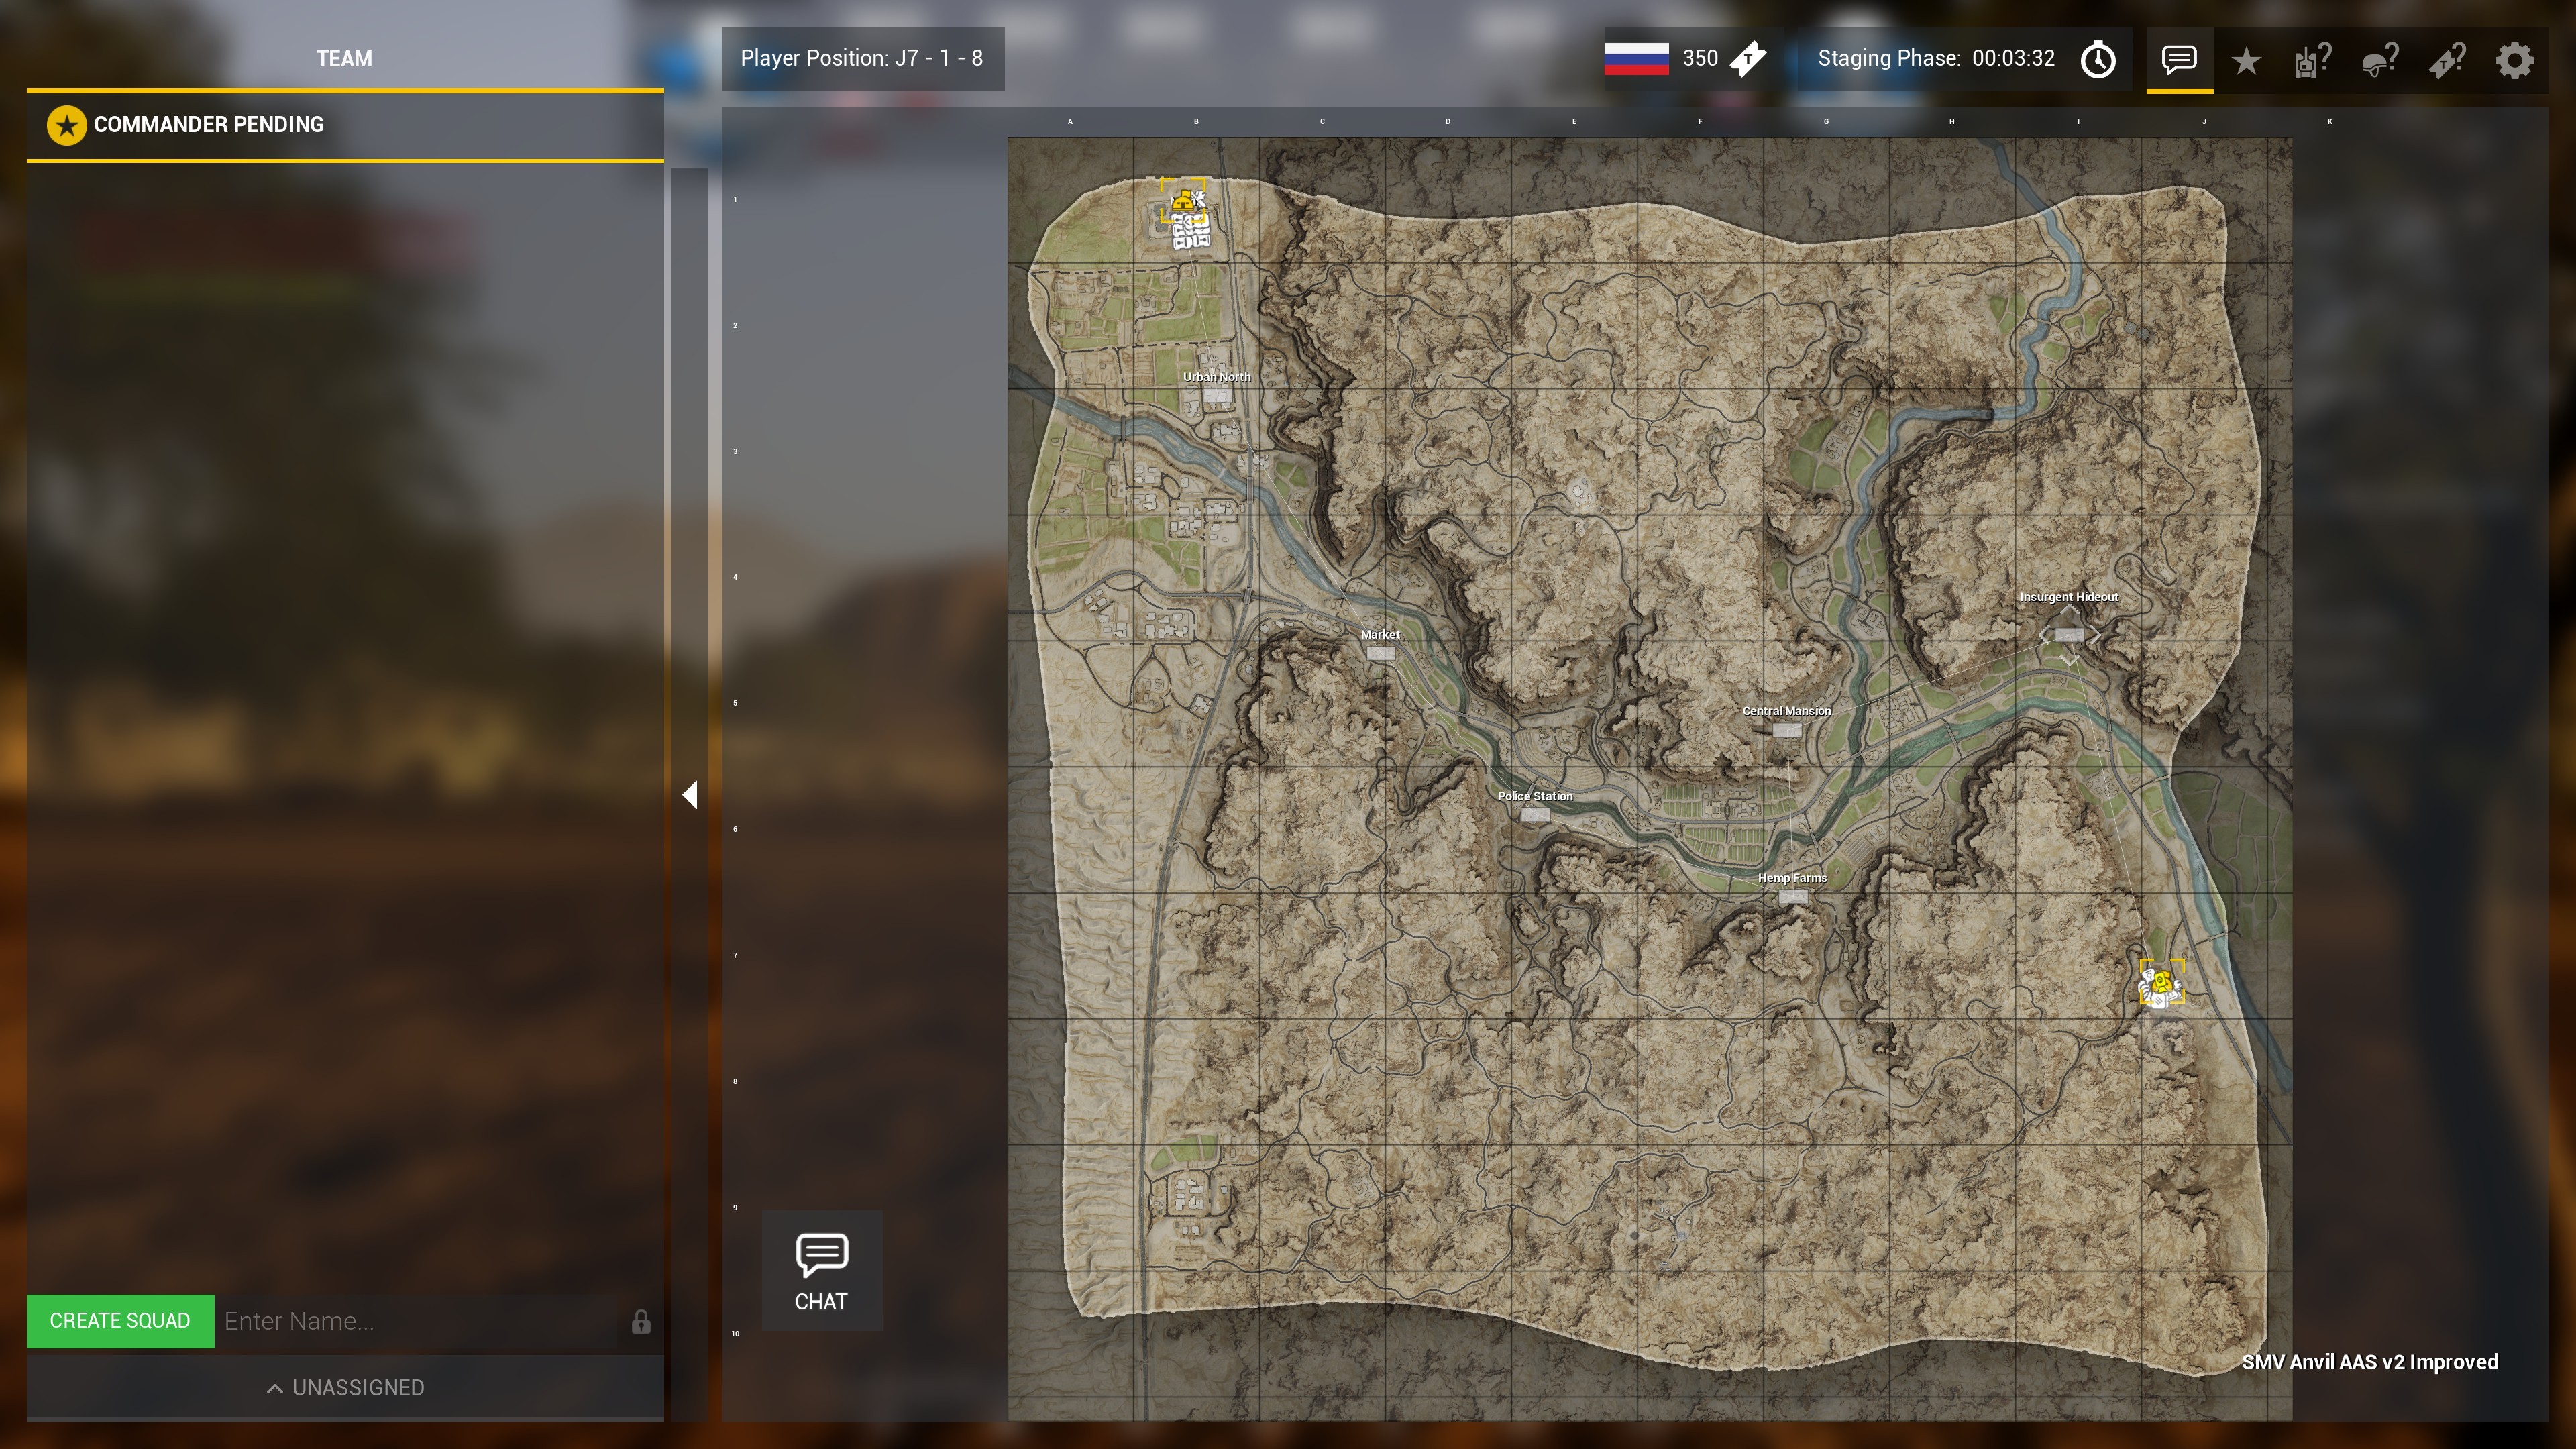 TEAM
Player Position: J7 - 1 - 8
350
T
Staging Phase: 00:03:32
? ? T?
COMMANDER PENDING
A B C D E F G H I J K
1
2
Urban North
3
4
Insurgent Hideout
Market
5
Central Mansion
Police Station
6
Hemp Farms
7
8
9
CHAT
CREATE SQUAD Enter Name...
10
SMV Anvil AAS v2 Improved
UNASSIGNED